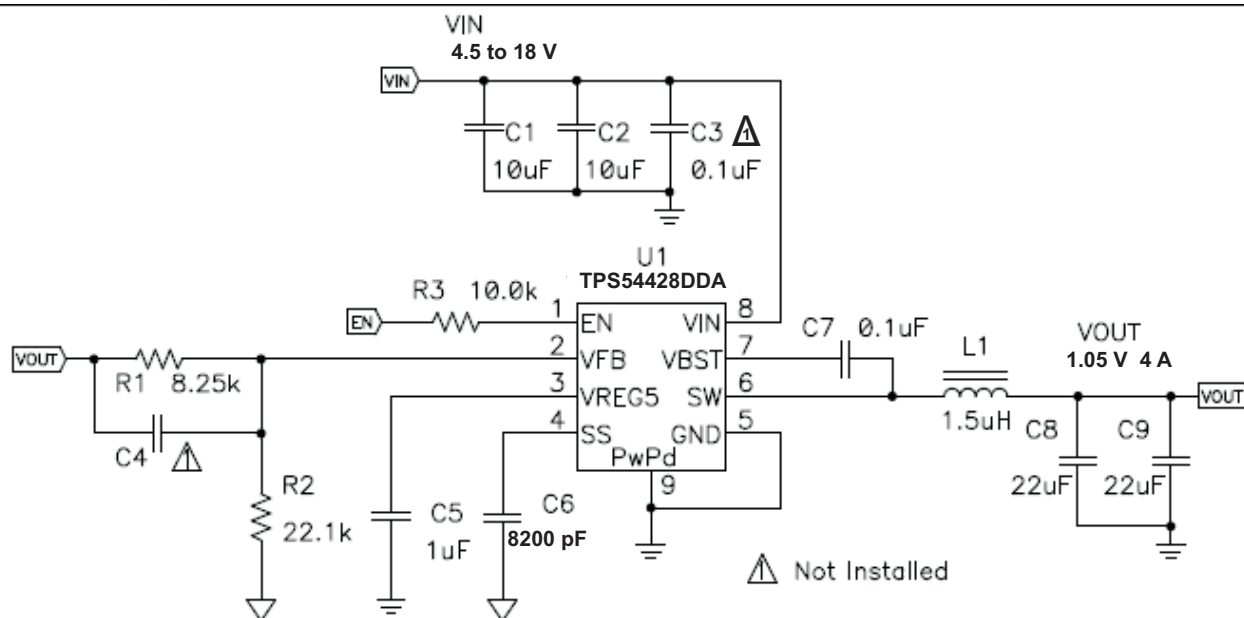 VIN
4.5 to 18 V
VIN
C1
10uF
C2
10uF
C3 1
0.1uF
U1
TPS54428DDA
R3 10.0k
EN
1
EN
VIN
8
C7 0.1uF
VOUT
R1 8.25k
2
VFB
VBST
7
L1
1.5uH
VOUT
1.05 V 4 A
VOUT
3
VREG5
SW
6
4
SS
GND
5
PwPd
9
C4 1
R2
22.1k
C5
1uF
C6
8200 pF
C8
22uF
C9
22uF
1 Not Installed